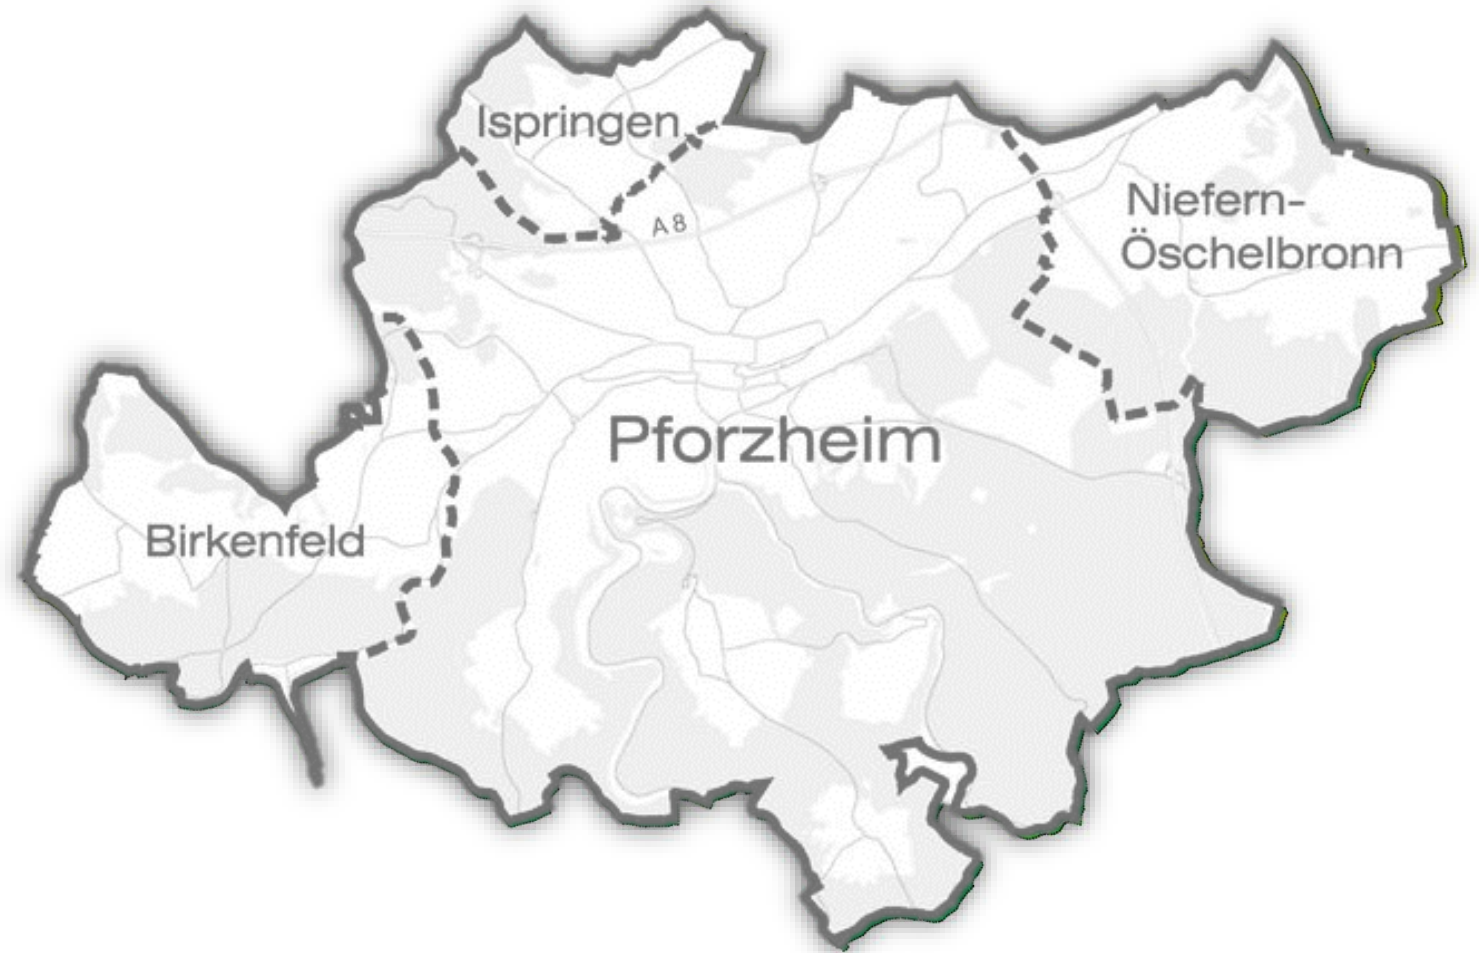 Ispringen
A 8
Niefern-
Öschelbronn
Pforzheim
Birkenfeld